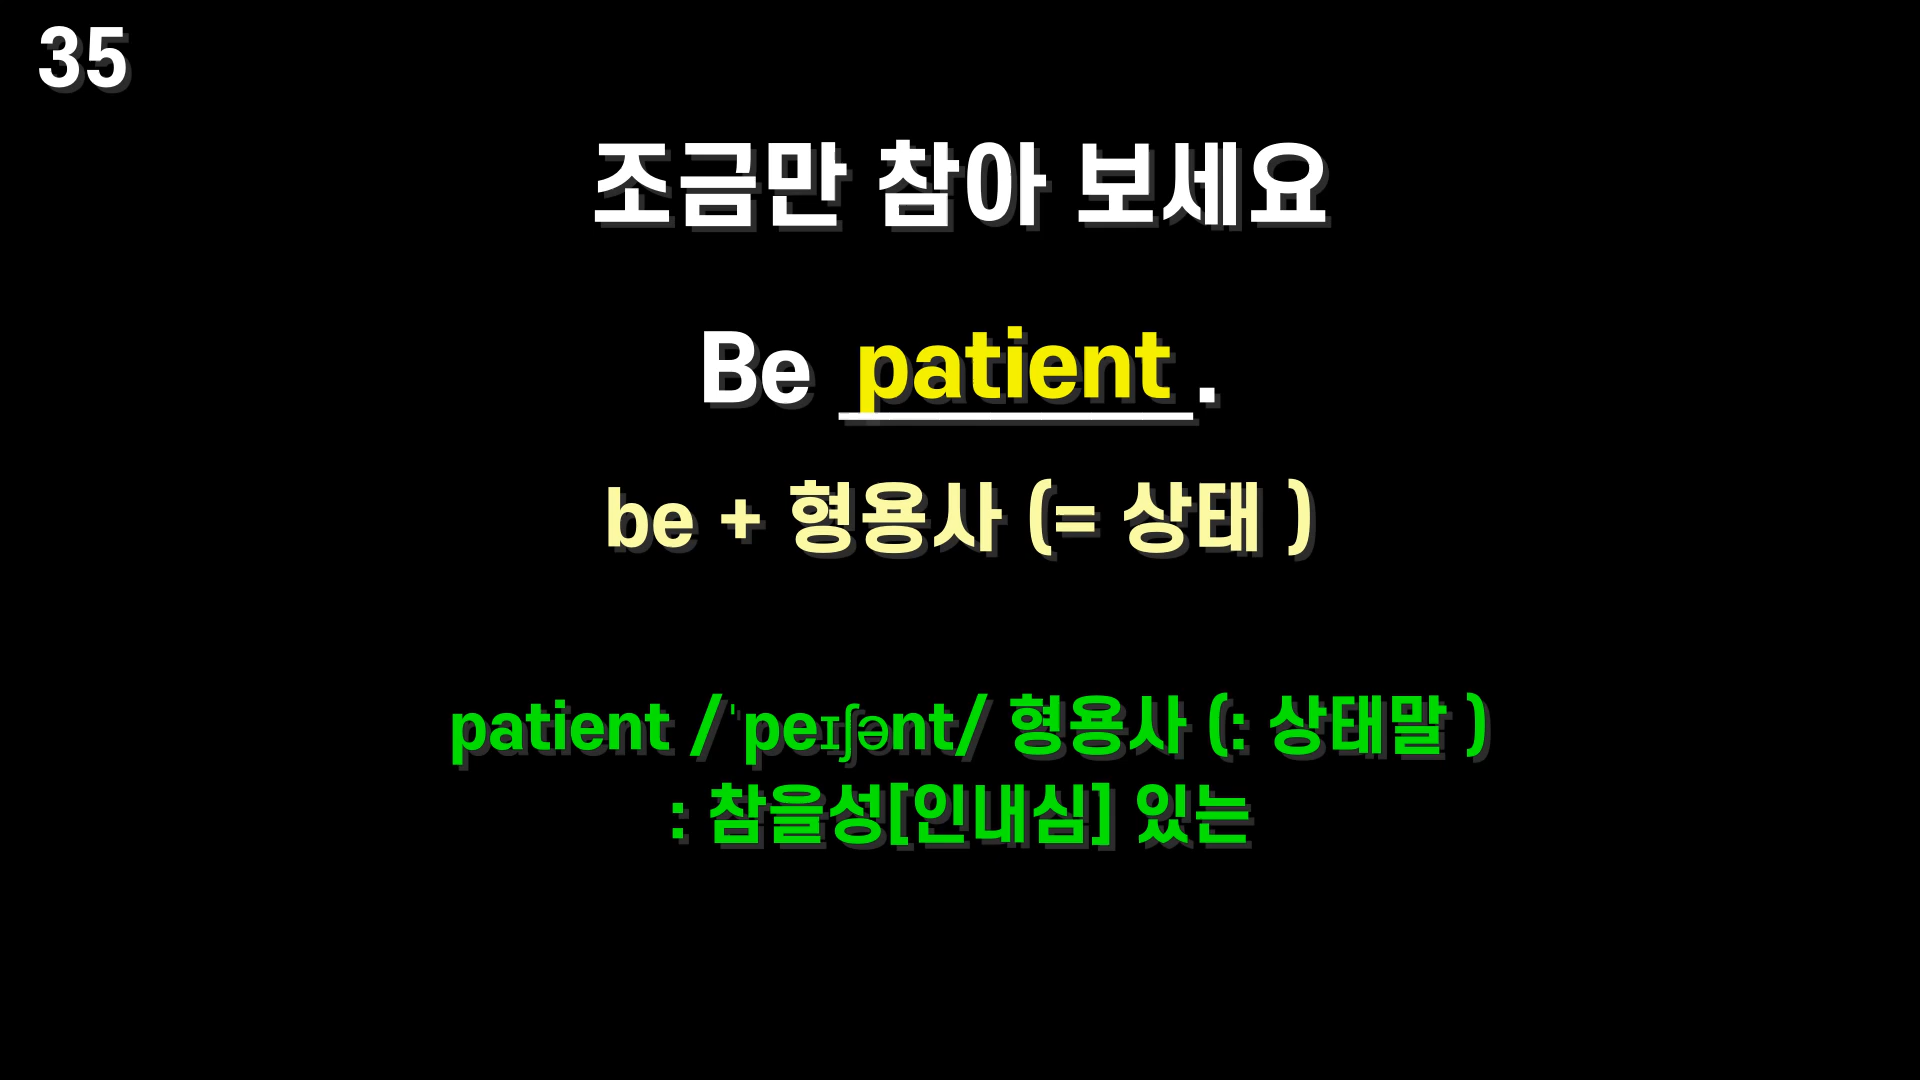 35
조금만 참아 보세요
Be patient.
be + 형용사 (= 상태 )
patient /ˈpeɪʃənt/ 형용사 (: 상태말 )
: 참을성[인내심] 있는